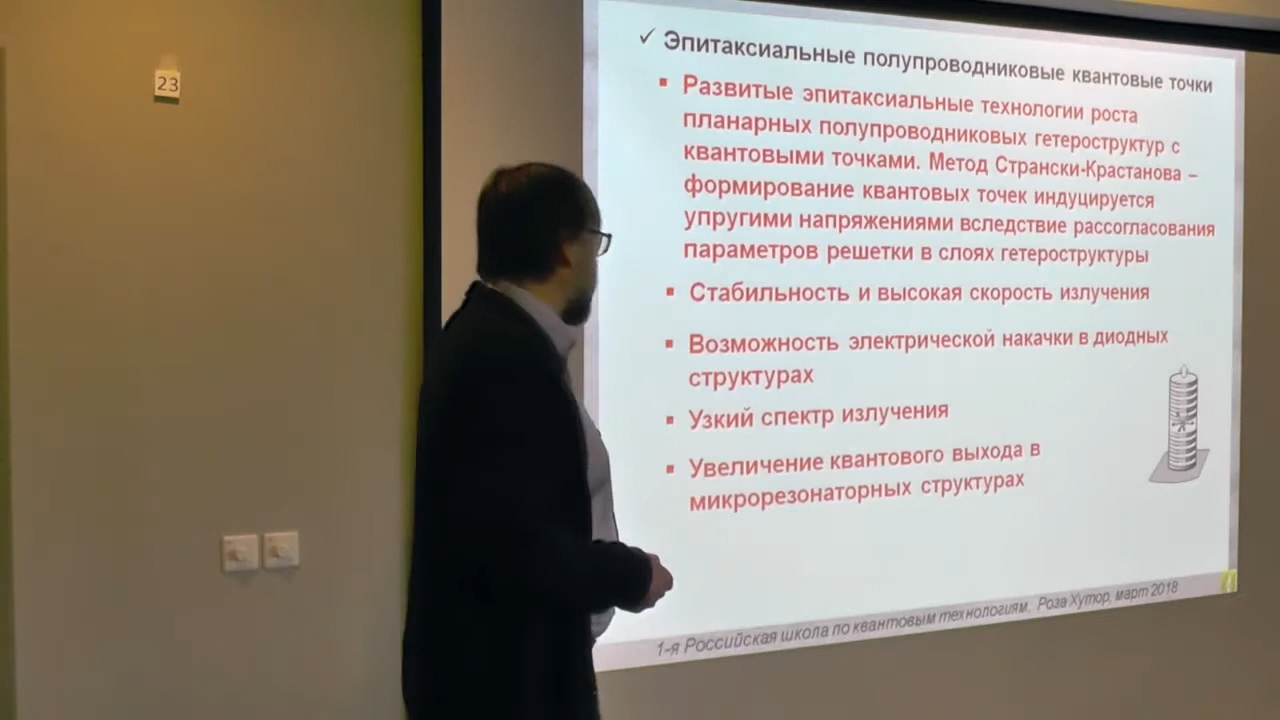 23
✓ Эпитаксиальные полупроводниковые квантовые точки
▪ Развитые эпитаксиальные технологии роста
планарных полупроводниковых гетероструктур с
квантовыми точками. Метод Странски-Крастанова –
формирование квантовых точек индуцируется
упругими напряжениями вследствие рассогласования
параметров решетки в слоях гетероструктуры
▪ Стабильность и высокая скорость излучения
▪ Возможность электрической накачки в диодных
структурах
▪ Узкий спектр излучения
▪ Увеличение квантового выхода в
микрорезонаторных структурах
1-я Российская школа по квантовым технологиям. Роза Хутор, март 2018